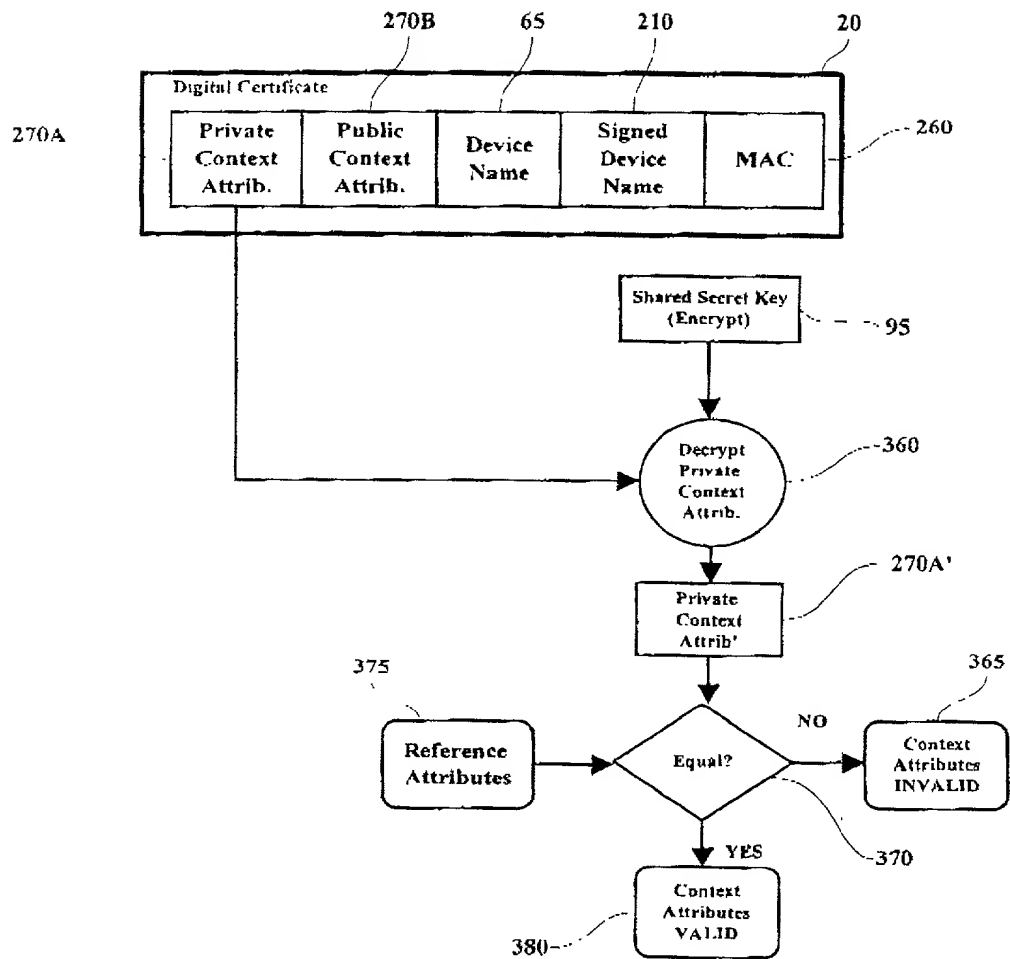 270B 65 210 20
Digital Certificate
270A
Private Context Attrib.
Public Context Attrib.
Device Name
Signed Device Name
MAC
260
Shared Secret Key
(Encrypt)
95
Decrypt
Private
Context
Attrib.
360
270A'
Private
Context
Attrib'
375
365
Reference
Attributes
Equal?
NO
Context
Attributes
INVALID
370
YES
Context
Attributes
VALID
380